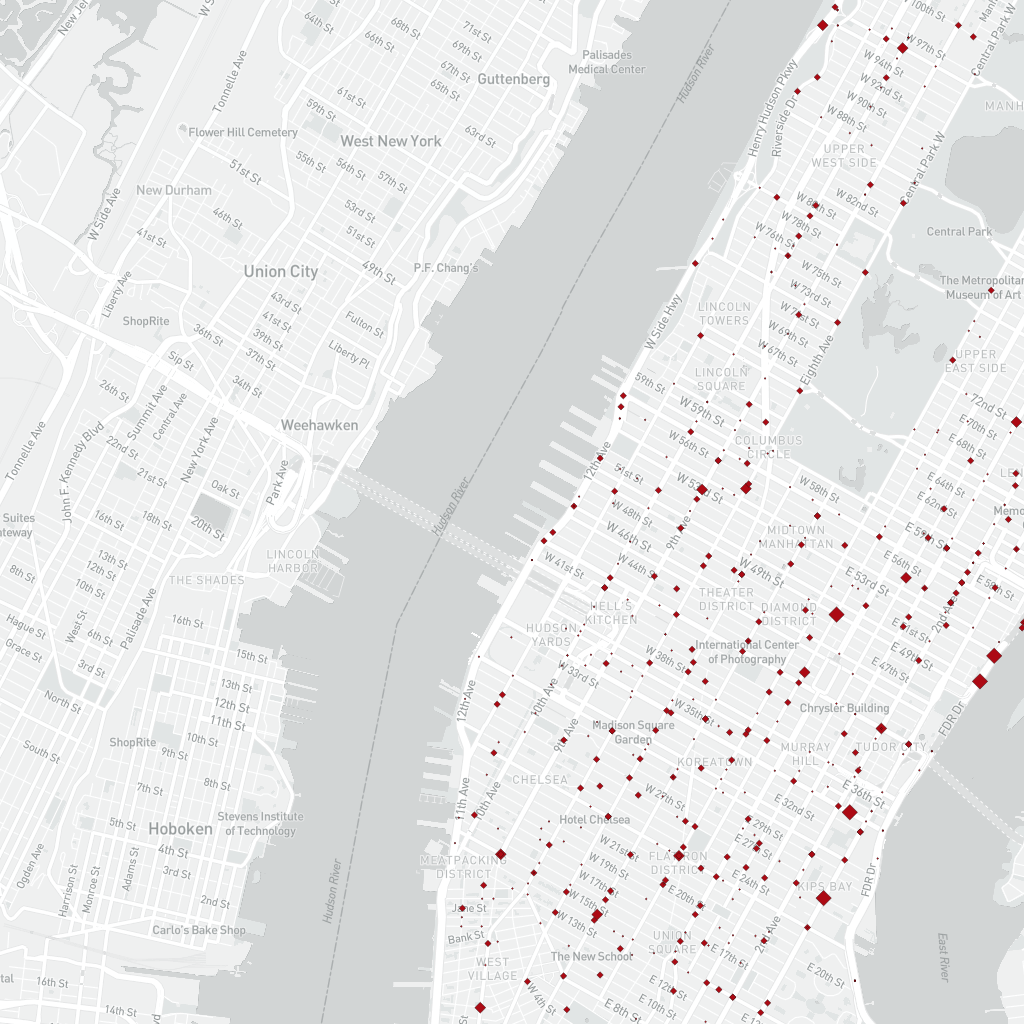 New Jer
W S
64th St
68th St
71st St
66th St
69th St
67th St
65th St
Guttenberg
Palisades
Medical Center
Hudson River
100th St
Manh
Central Park W
W 97th St
W 94th St
W 92nd St
W 90th St
W 88th St
MANH
Tonnelle Ave
61st St
59th St
63rd St
Flower Hill Cemetery
West New York
Henry Hudson Pkwy
Riverside Dr
UPPER
WEST SIDE
Central Park W
51st St
55th St
56th St
57th St
New Durham
46th St
53rd St
51st St
W Side Ave
41st St
49th St
W 82nd St
W 80th St
W 78th St
W 76th St
Central Park
P.F. Chang's
Union City
W 75th St
W 73rd St
W 71st St
W 69th St
W 67th St
The Metropolitan
Museum of Art
Liberty Ave
43rd St
41st St
39th St
37th St
ShopRite
36th St
Fulton St
Liberty Pl
LINCOLN
TOWERS
W Side Hwy
Eighth Ave
UPPER
EAST SIDE
Sip St
34th St
26th St
Summit Ave
Central Ave
LINCOLN
SQUARE
59th St
W 59th St
W 56th St
72nd St
E 70th St
E 68th St
Weehawken
New York Ave
Tonnelle Ave
John F. Kennedy Blvd
22nd St
21st St
Park Ave
Oak St
COLUMBUS
CIRCLE
12th Ave
51st St
W 53rd St
W 58th St
E 64th St
E 62nd St
LEN
Suites
ateway
16th St
18th St
20th St
Hudson River
W 48th St
W 46th St
9th Ave
MIDTOWN
MANHATTAN
E 59th St
Memo
13th St
12th St
10th St
8th St
LINCOLN
HARBOR
THE SHADES
W 41st St
W 44th St
W 49th St
E 56th St
E 53rd St
E 58th St
THEATER
DISTRICT
DIAMOND
DISTRICT
HELL'S
KITCHEN
2nd Ave
Hague St
Grace St
West St
6th St
Palisade Ave
16th St
HUDSON
YARDS
International Center
of Photography
E 51st St
E 49th St
E 47th St
3rd St
North St
15th St
13th St
12th St
11th St
W 38th St
W 33rd St
10th Ave
12th Ave
W 35th St
Chrysler Building
FDR Dr
South St
ShopRite
9th Ave
Madison Square
Garden
MURRAY
HILL
TUDOR CITY
KOREATOWN
CHELSEA
8th St
7th St
W 27th St
E 36th St
E 32nd St
11th Ave
10th Ave
Hotel Chelsea
E 29th St
E 27th St
5th St
4th St
3rd St
Hoboken
Stevens Institute
of Technology
W 21st St
W 19th St
W 17th St
W 15th St
W 13th St
FLATIRON
DISTRICT
E 24th St
E 20th St
KIPS BAY
FDR Dr
Ogden Ave
Harrison St
Monroe St
Adams St
MEATPACKING
DISTRICT
Hudson River
2nd St
Carlo's Bake Shop
Jane St
Bank St
UNION
SQUARE
E 17th St
2nd Ave
East River
WEST
VILLAGE
The New School
W 4th St
E 12th St
E 10th St
E 8th St
E 20th St
tal
16th St
14th St